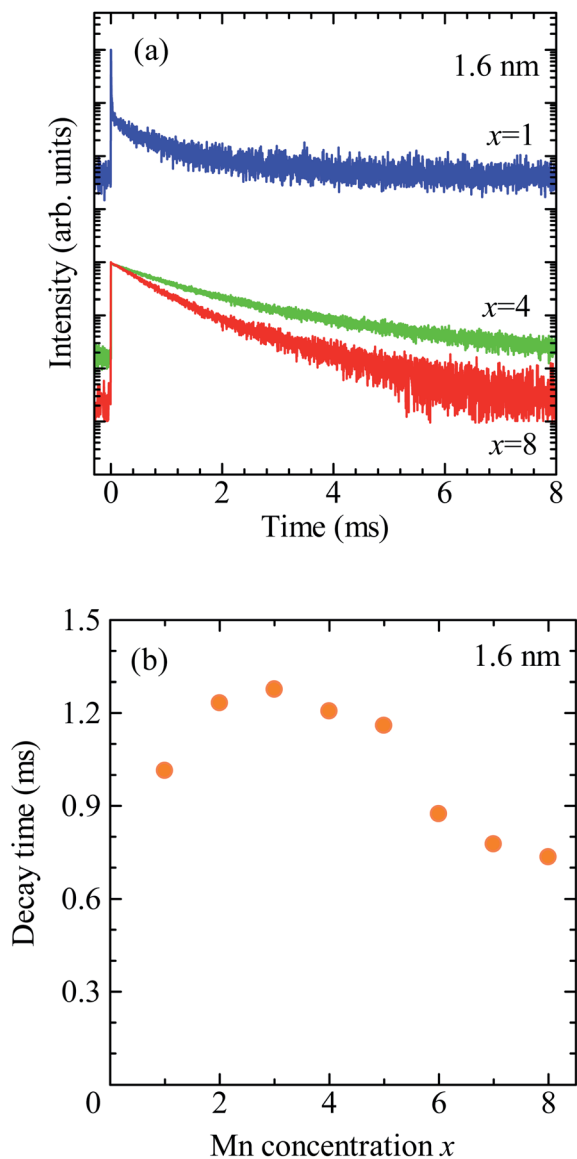 (a)
1.6 nm
x=1
x=4
x=8
Intensity (arb. units)
0 2 4 6 8
Time (ms)
(b)
1.6 nm
1.5
1.2
0.9
0.6
0.3
0
Decay time (ms)
0 2 4 6 8
Mn concentration x